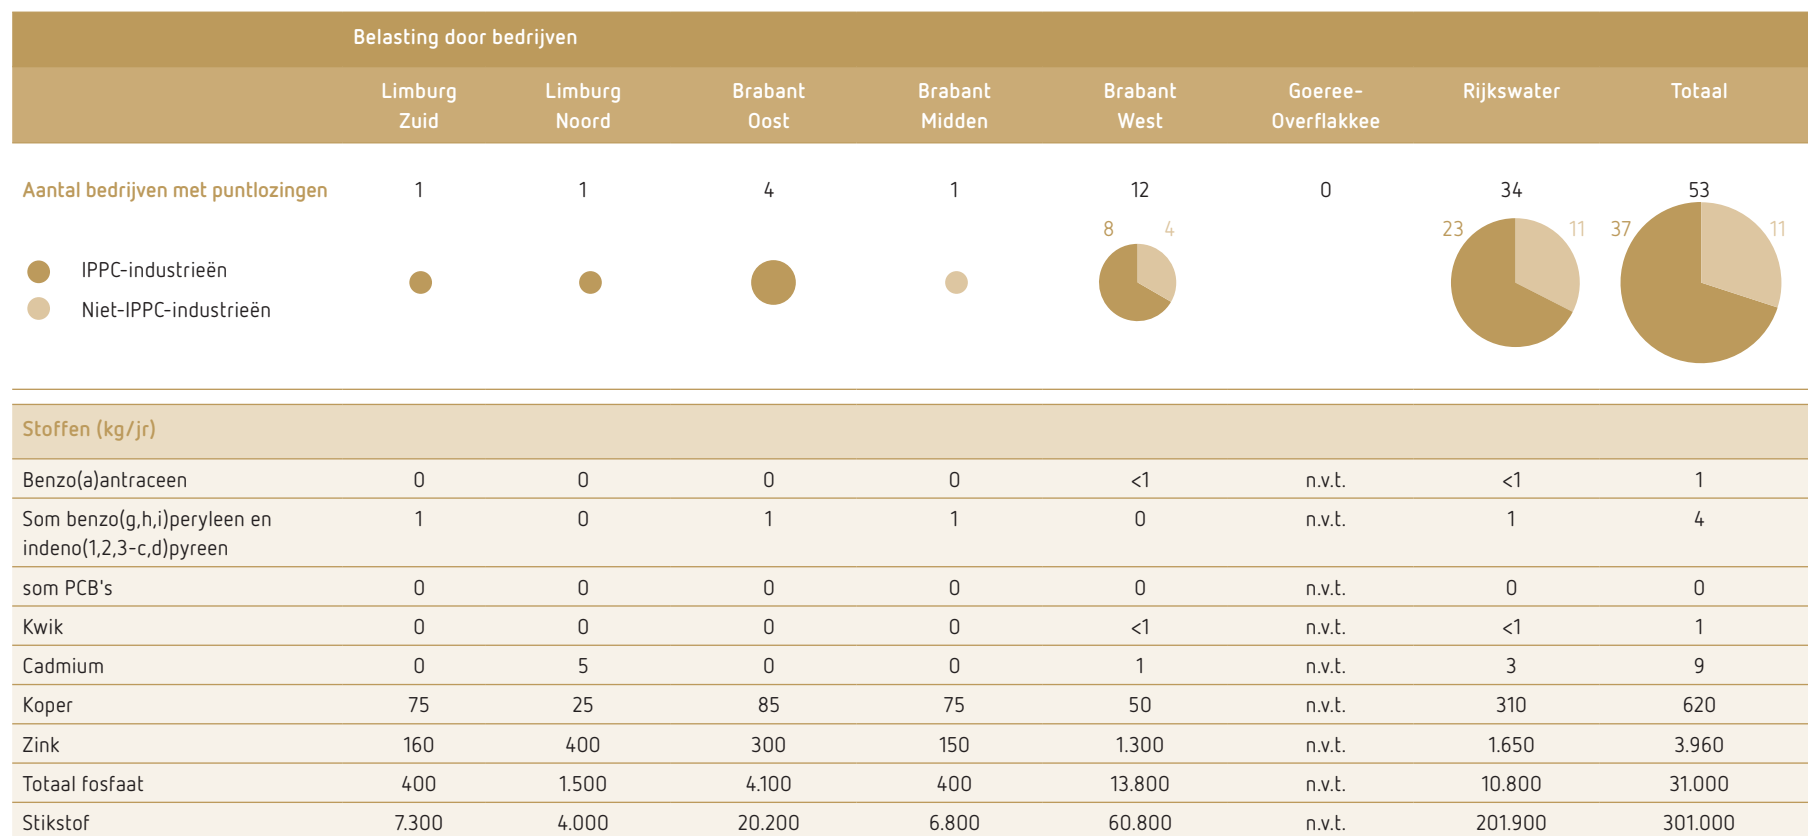 Belasting door bedrijven
Limburg Zuid Limburg Noord Brabant Oost Brabant Midden Brabant West Goeree-Overflakkee Rijkswater Totaal
Aantal bedrijven met puntlozingen 1 1 4 1 12 0 34 53
8 4 23 11 37 11
IPPC-industrieën
Niet-IPPC-industrieën
Stoffen (kg/jr)
Benzo(a)antraceen 0 0 0 0 <1 n.v.t. <1 1
Som benzo(g,h,i)peryleen en
indeno(1,2,3-c,d)pyreen 1 0 1 1 0 n.v.t. 1 4
som PCB's 0 0 0 0 0 n.v.t. 0 0
Kwik 0 0 0 0 <1 n.v.t. <1 1
Cadmium 0 5 0 0 1 n.v.t. 3 9
Koper 75 25 85 75 50 n.v.t. 310 620
Zink 160 400 300 150 1.300 n.v.t. 1.650 3.960
Totaal fosfaat 400 1.500 4.100 400 13.800 n.v.t. 10.800 31.000
Stikstof 7.300 4.000 20.200 6.800 60.800 n.v.t. 201.900 301.000